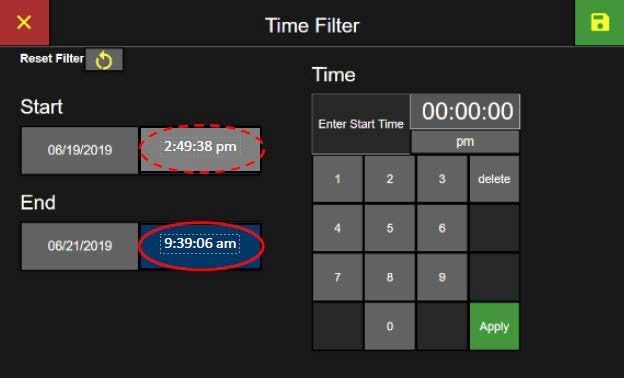 Time Filter
Reset Filter
Start
06/19/2019 2:49:38 pm
End
06/21/2019 9:39:06 am
Time
Enter Start Time 00:00:00
pm
1 2 3 delete
4 5 6
7 8 9
0 Apply